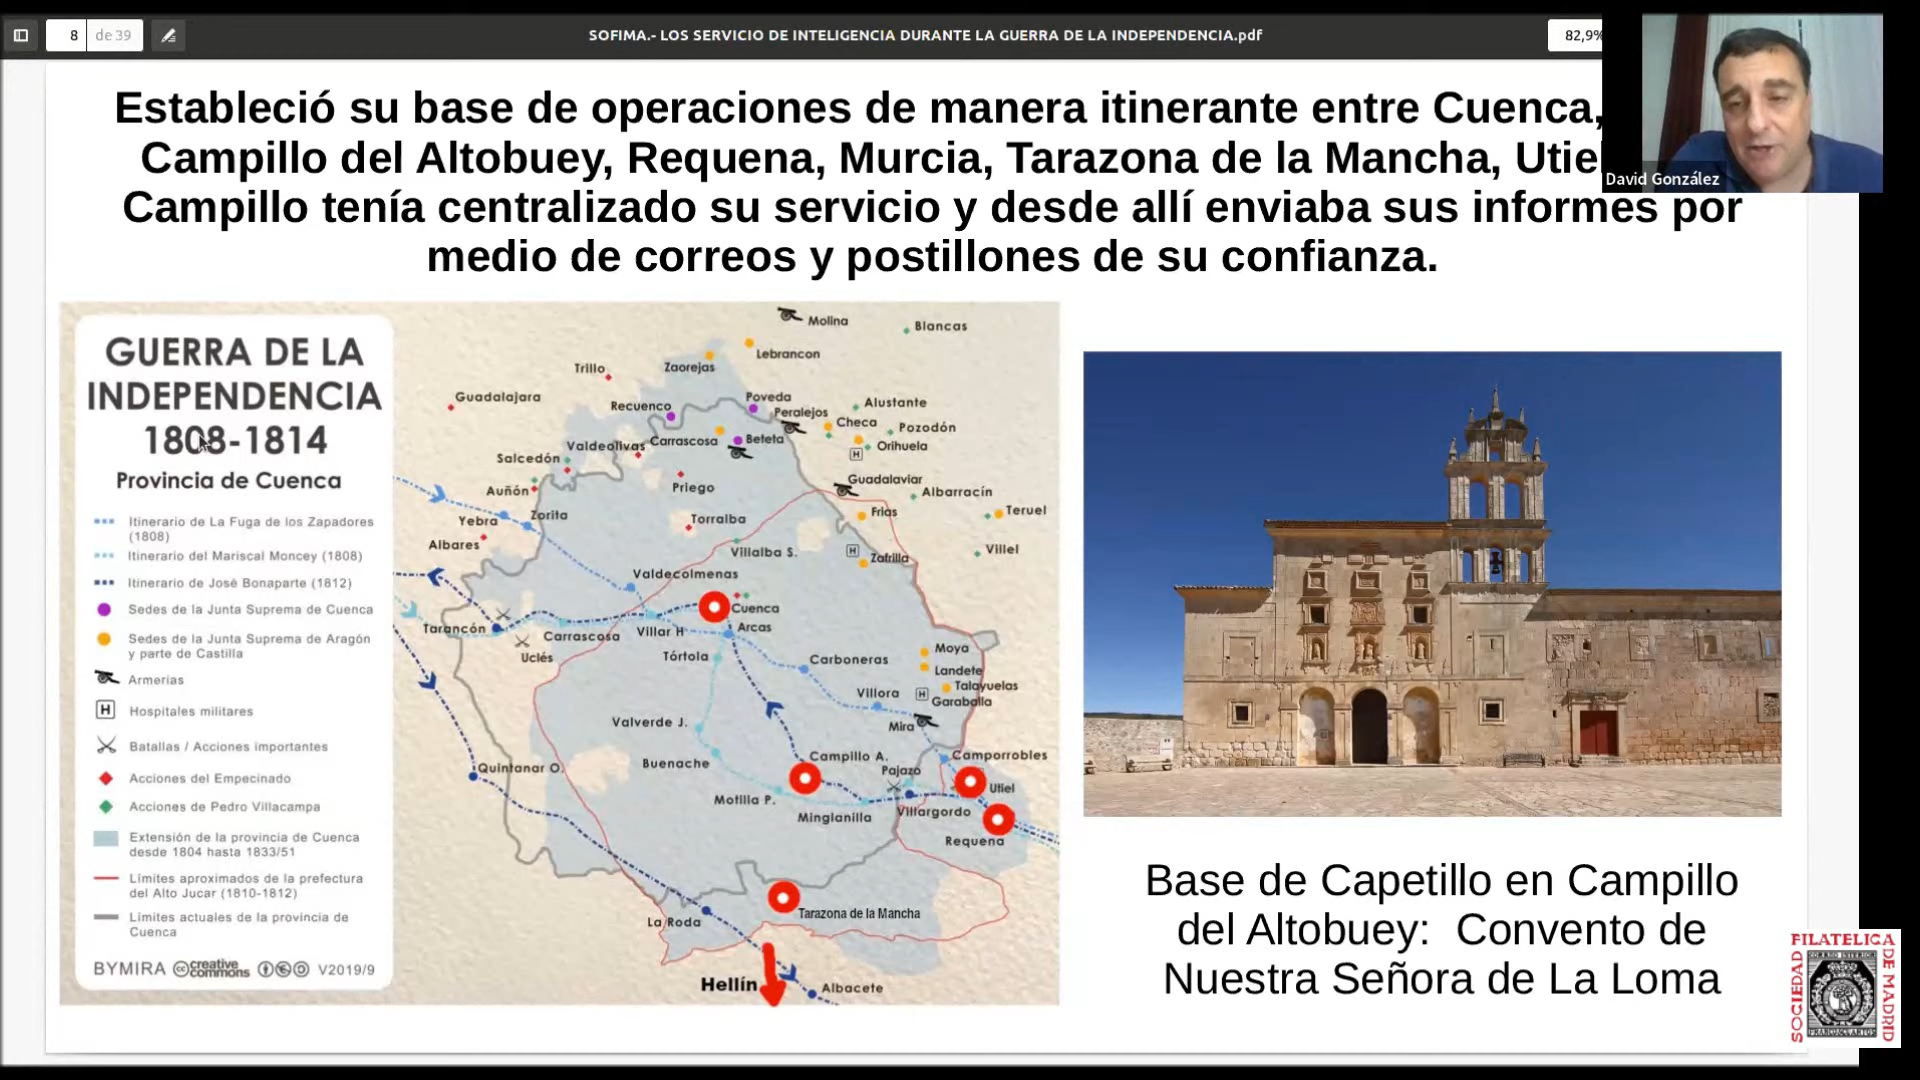 8
de 39
SOFIMA.- LOS SERVICIO DE INTELIGENCIA DURANTE LA GUERRA DE LA INDEPENDENCIA.pdf
82,9%
David González
Estableció su base de operaciones de manera itinerante entre Cuenca,
Campillo del Altobuey, Requena, Murcia, Tarazona de la Mancha, Utiel
Campillo tenía centralizado su servicio y desde allí enviaba sus informes por
medio de correos y postillones de su confianza.
GUERRA DE LA
INDEPENDENCIA
1808-1814
Provincia de Cuenca
Itinerario de La Fuga de los Zapadores
(1808)
Itinerario del Mariscal Moncey (1808)
Itinerario de José Bonaparte (1812)
Sedes de la Junta Suprema de Cuenca
Sedes de la Junta Suprema de Aragón
y parte de Castilla
Armerías
H Hospitales militares
Batallas / Acciones importantes
Acciones del Empecinado
Acciones de Pedro Villacampa
Extensión de la provincia de Cuenca
desde 1804 hasta 1833/51
Límites aproximados de la prefectura
del Alto Jucar (1810-1812)
Límites actuales de la provincia de
Cuenca
BYMIRA cc creative commons V2019/9
Molina
Blancas
Lebrancon
Trillo
Zaorejas
Guadalajara
Recuenco
Poveda
Alustante
Peralejos
Checa
Pozodón
Valdeolivas
Carrascosa
Beteta
Orihuela
H
Salcedón
Auñón
Priego
Guadalaviar
Albarracín
Yebra
Zorita
Torralba
Frias
Teruel
Albares
Villalba S.
H
Zafrilla
Villel
Valdecolmenas
Cuenca
Tarancón
Carrascosa
Villar H
Arcas
Uclés
Tórtola
Carboneras
Moya
Landete
Talayuelas
Villora
H
Garaballa
Valverde J.
Mira
Buenache
Campillo A.
Camporrobles
Quintanar O.
Pajazo
Utiel
Motilla P.
Minglanilla
Villargordo
Requena
La Roda
Tarazona de la Mancha
Hellín
Albacete
Base de Capetillo en Campillo
del Altobuey: Convento de
Nuestra Señora de La Loma
SOCIEDAD
FILATELICA
DE MADRID